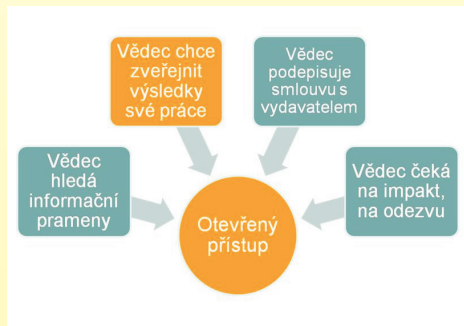 Vědec chce
zveřejnit
výsledky
své práce
Vědec
podepisuje
smlouvu s
vydavatelem
Vědec
hledá
informační
prameny
Vědec čeká
na impakt,
na odezvu
Otevřený
přístup